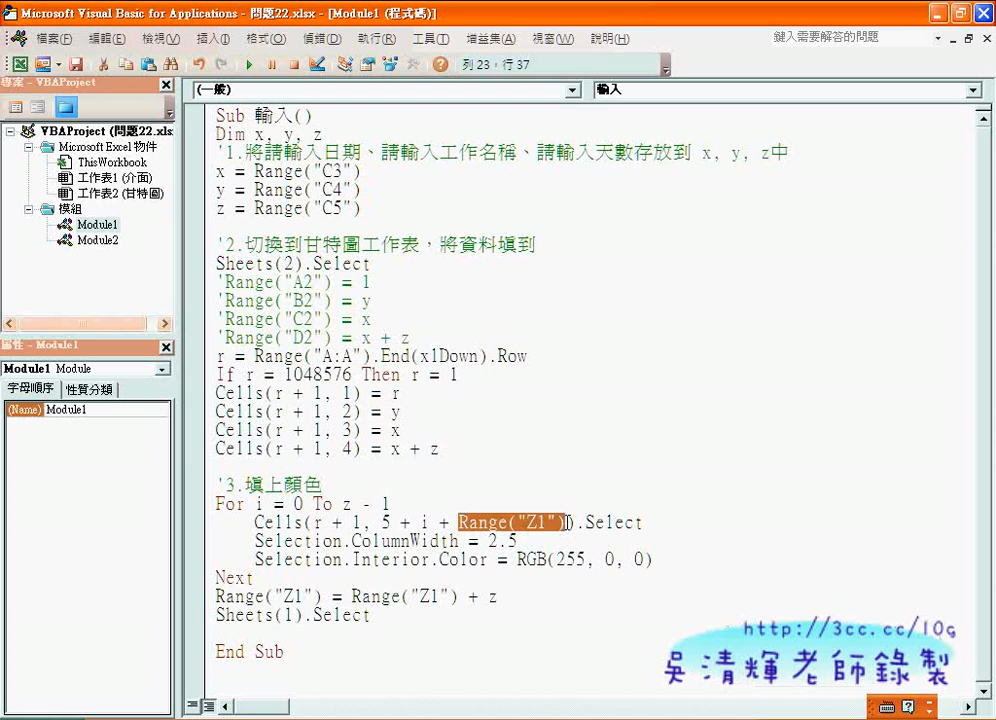 Microsoft Visual Basic for Applications - 問題22.xlsx - [Module1 (程式碼)]
檔案(F) 編輯(E) 檢視(V) 插入(I) 格式(O) 偵錯(D) 執行(R) 工具(T) 增益集(A) 視窗(W) 說明(H) 鍵入需要解答的問題
列 23，行 37
專案 - VBAProject
(一般) 輸入
VBAProject (問題22.xls
Microsoft Excel 物件
ThisWorkbook
工作表1 (介面)
工作表2 (甘特圖)
模組
Module1
Module2
屬性 - Module1
Module1 Module
字母順序 性質分類
(Name) Module1
Sub 輸入()
Dim x, y, z
'1.將請輸入日期、請輸入工作名稱、請輸入天數存放到 x, y, z中
x = Range("C3")
y = Range("C4")
z = Range("C5")
'2.切換到甘特圖工作表，將資料填到
Sheets(2).Select
'Range("A2") = 1
'Range("B2") = y
'Range("C2") = x
'Range("D2") = x + z
r = Range("A:A").End(xlDown).Row
If r = 1048576 Then r = 1
Cells(r + 1, 1) = r
Cells(r + 1, 2) = y
Cells(r + 1, 3) = x
Cells(r + 1, 4) = x + z
'3.填上顏色
For i = 0 To z - 1
Cells(r + 1, 5 + i + Range("Z1")).Select
Selection.ColumnWidth = 2.5
Selection.Interior.Color = RGB(255, 0, 0)
Next
Range("Z1") = Range("Z1") + z
Sheets(1).Select
End Sub
http://3cc.cc/10g
吳清輝老師錄製